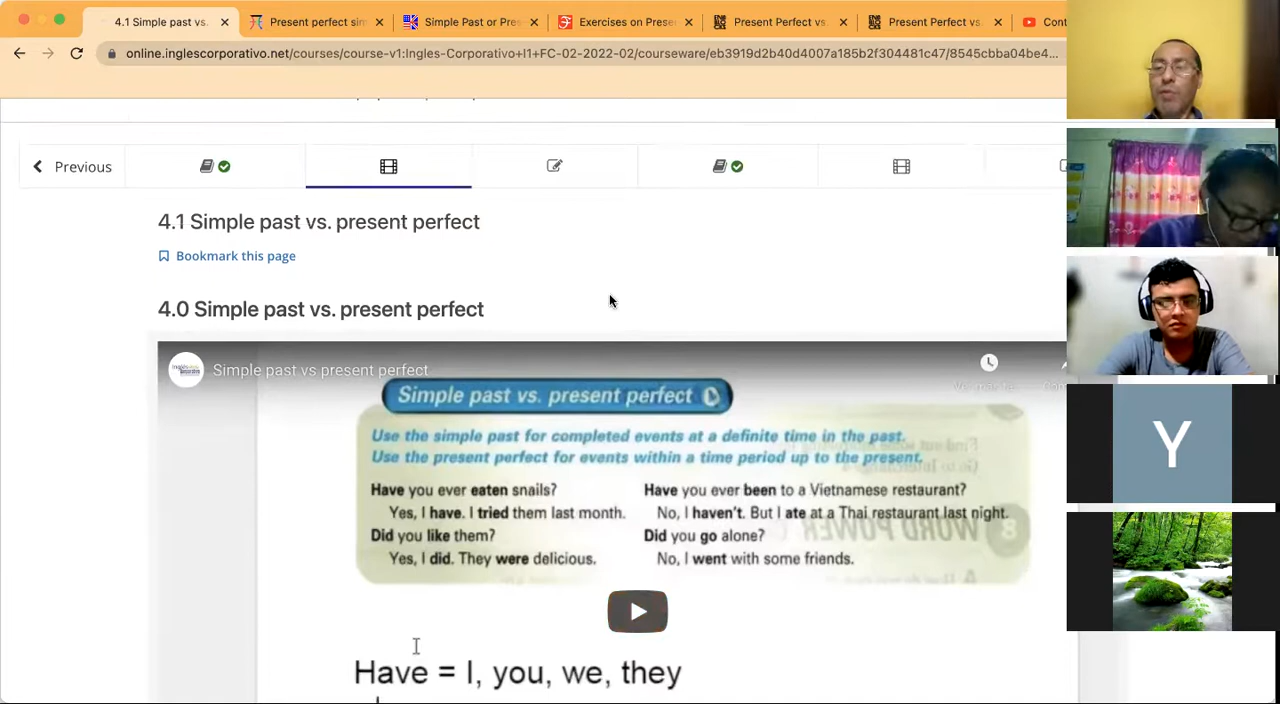 4.1 Simple past vs.
Present perfect sim
Simple Past or Pres
Exercises on Prese
Present Perfect vs.
Present Perfect vs.
Cont
online.inglescorporativo.net/courses/course-v1:Ingles-Corporativo+I1+FC-02-2022-02/courseware/eb3919d2b40d4007a185b2f304481c47/8545cbba04be4...
Previous
4.1 Simple past vs. present perfect
Bookmark this page
4.0 Simple past vs. present perfect
Simple past vs present perfect
Simple past vs. present perfect
Use the simple past for completed events at a definite time in the past.
Use the present perfect for events within a time period up to the present.
Have you ever eaten snails?
Yes, I have. I tried them last month.
Did you like them?
Yes, I did. They were delicious.
Have you ever been to a Vietnamese restaurant?
No, I haven't. But I ate at a Thai restaurant last night.
Did you go alone?
No, I went with some friends.
WORD POWER
8
Have = I, you, we, they
Y